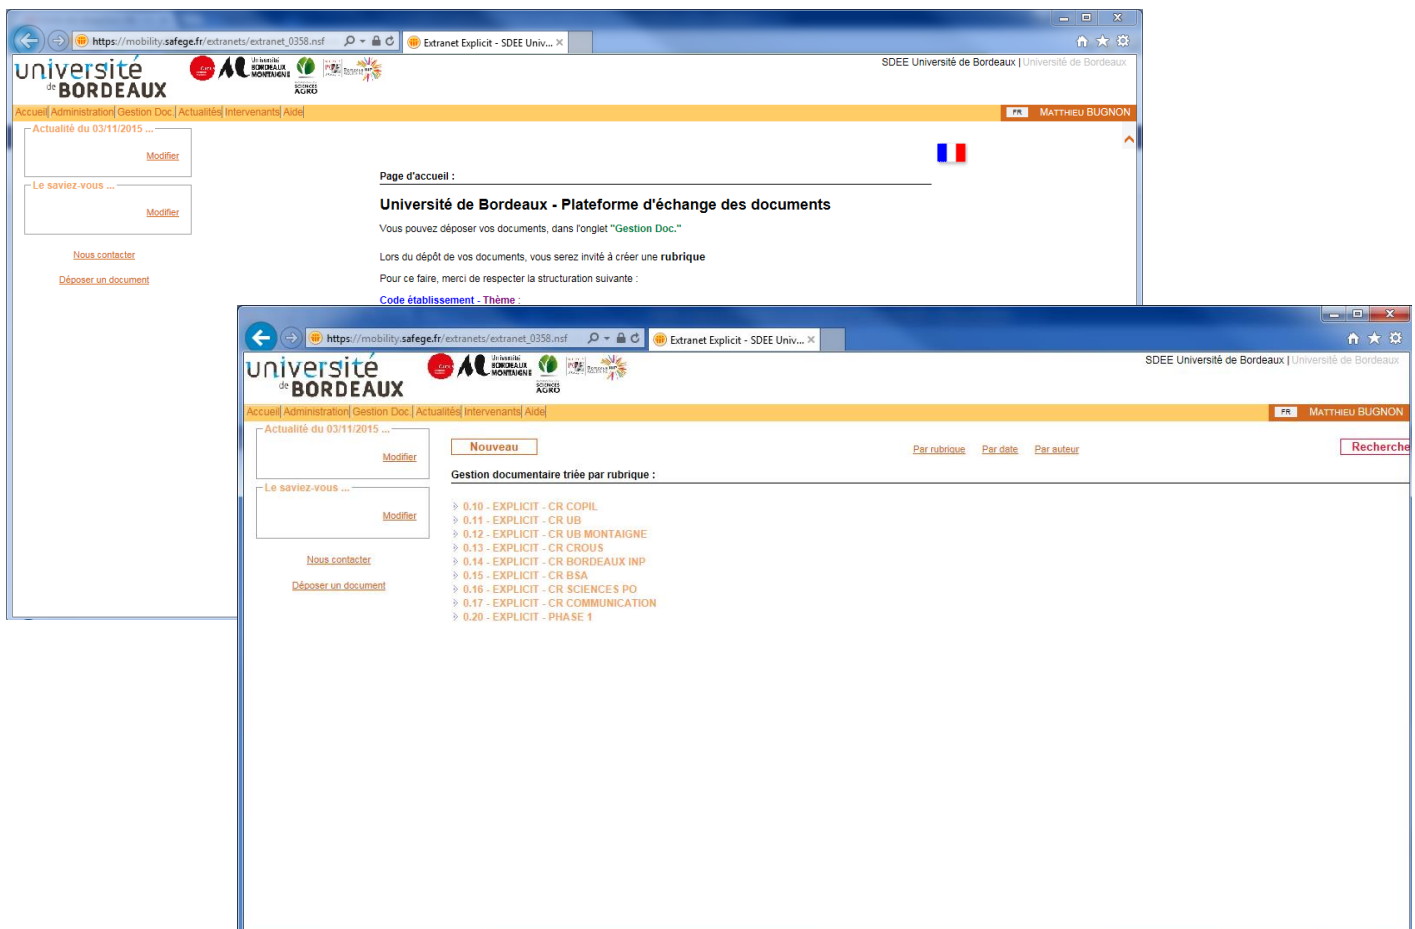 https://mobility.safege.fr/extranets/extranet_0358.nsf
Extranet Explicit - SDEE Univ...
université
de BORDEAUX
Université
BORDEAUX
MONTAIGNE
SCIENCES
AGRO
SDEE Université de Bordeaux | Université de Bordeaux
Accueil| Administration| Gestion Doc.| Actualités| Intervenants| Aide|
FR MATTHIEU BUGNON
Actualité du 03/11/2015 ...
Modifier
Le saviez-vous ...
Modifier
Nous contacter
Déposer un document
Page d'accueil :
Université de Bordeaux - Plateforme d'échange des documents
Vous pouvez déposer vos documents, dans l'onglet "Gestion Doc."
Lors du dépôt de vos documents, vous serez invité à créer une rubrique
Pour ce faire, merci de respecter la structuration suivante :
Code établissement - Thème :
https://mobility.safege.fr/extranets/extranet_0358.nsf
Extranet Explicit - SDEE Univ...
université
de BORDEAUX
Université
BORDEAUX
MONTAIGNE
SCIENCES
AGRO
SDEE Université de Bordeaux | Université de Bordeaux
Accueil| Administration| Gestion Doc.| Actualités| Intervenants| Aide|
FR MATTHIEU BUGNON
Actualité du 03/11/2015 ...
Modifier
Le saviez-vous ...
Modifier
Nous contacter
Déposer un document
Nouveau
Par rubrique Par date Par auteur
Recherche
Gestion documentaire triée par rubrique :
0.10 - EXPLICIT - CR COPIL
0.11 - EXPLICIT - CR UB
0.12 - EXPLICIT - CR UB MONTAIGNE
0.13 - EXPLICIT - CR CROUS
0.14 - EXPLICIT - CR BORDEAUX INP
0.15 - EXPLICIT - CR BSA
0.16 - EXPLICIT - CR SCIENCES PO
0.17 - EXPLICIT - CR COMMUNICATION
0.20 - EXPLICIT - PHASE 1